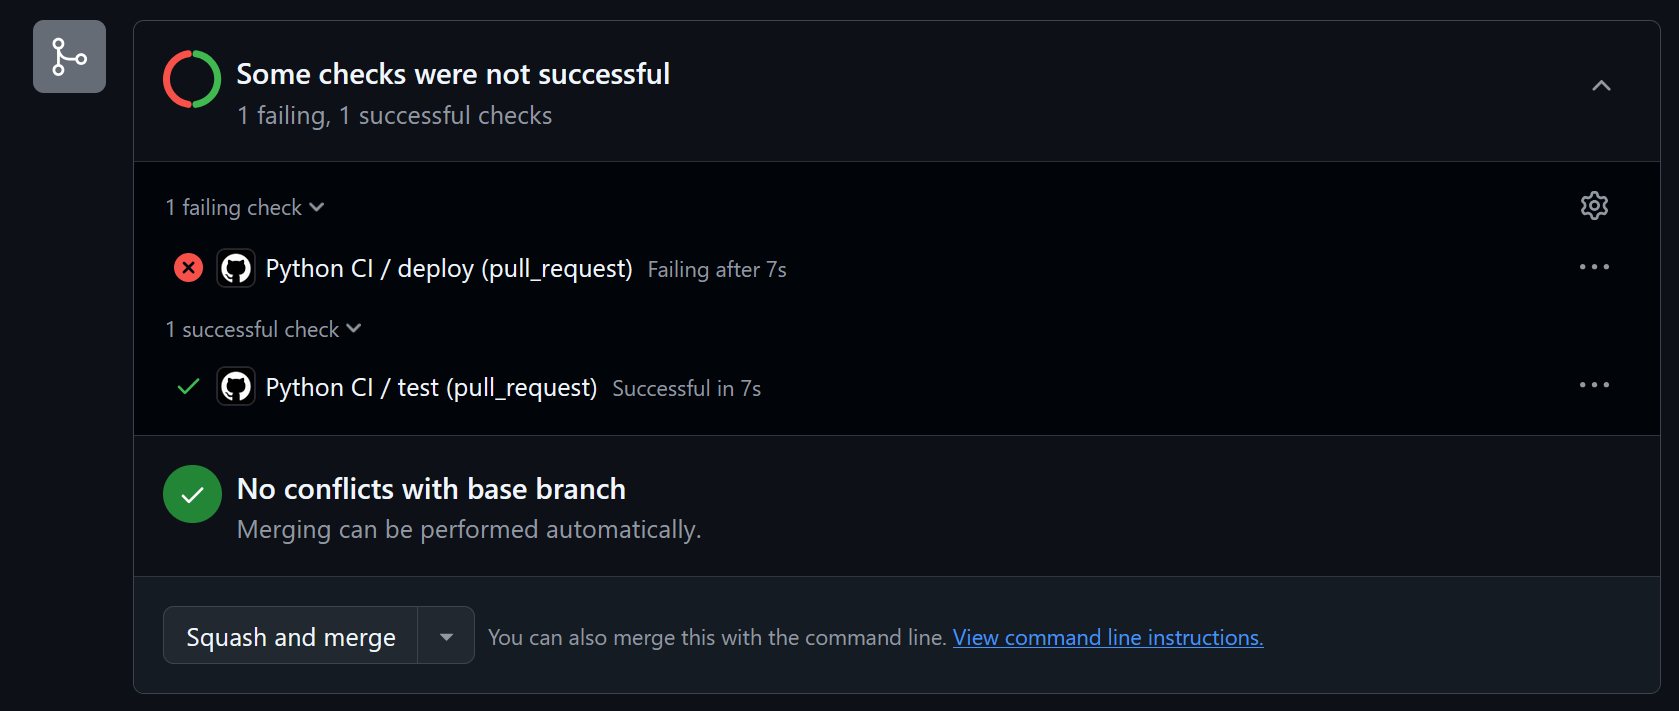 Some checks were not successful
1 failing, 1 successful checks
1 failing check
Python CI / deploy (pull_request) Failing after 7s
1 successful check
Python CI / test (pull_request) Successful in 7s
No conflicts with base branch
Merging can be performed automatically.
Squash and merge You can also merge this with the command line. View command line instructions.